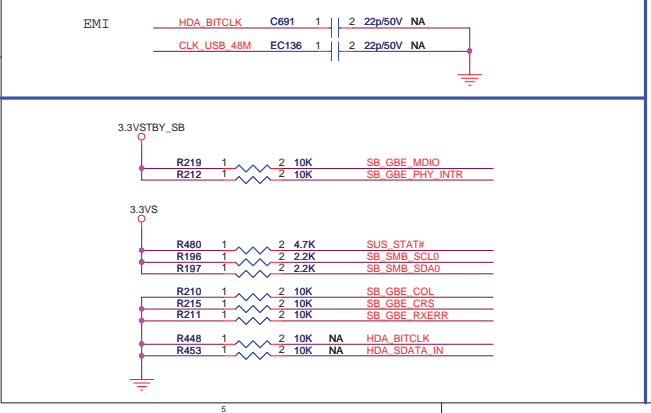 EMI HDA_BITCLK C691 1 2 22p/50V NA
CLK_USB_48M EC136 1 2 22p/50V NA
3.3VSTBY_SB
R219 1 2 10K SB_GBE_MDIO
R212 1 2 10K SB_GBE_PHY_INTR
3.3VS
R480 1 2 4.7K SUS_STAT#
R196 1 2 2.2K SB_SMB_SCL0
R197 1 2 2.2K SB_SMB_SDA0
R210 1 2 10K SB_GBE_COL
R215 1 2 10K SB_GBE_CRS
R211 1 2 10K SB_GBE_RXERR
R448 1 2 10K NA HDA_BITCLK
R453 1 2 10K NA HDA_SDATA_IN
5